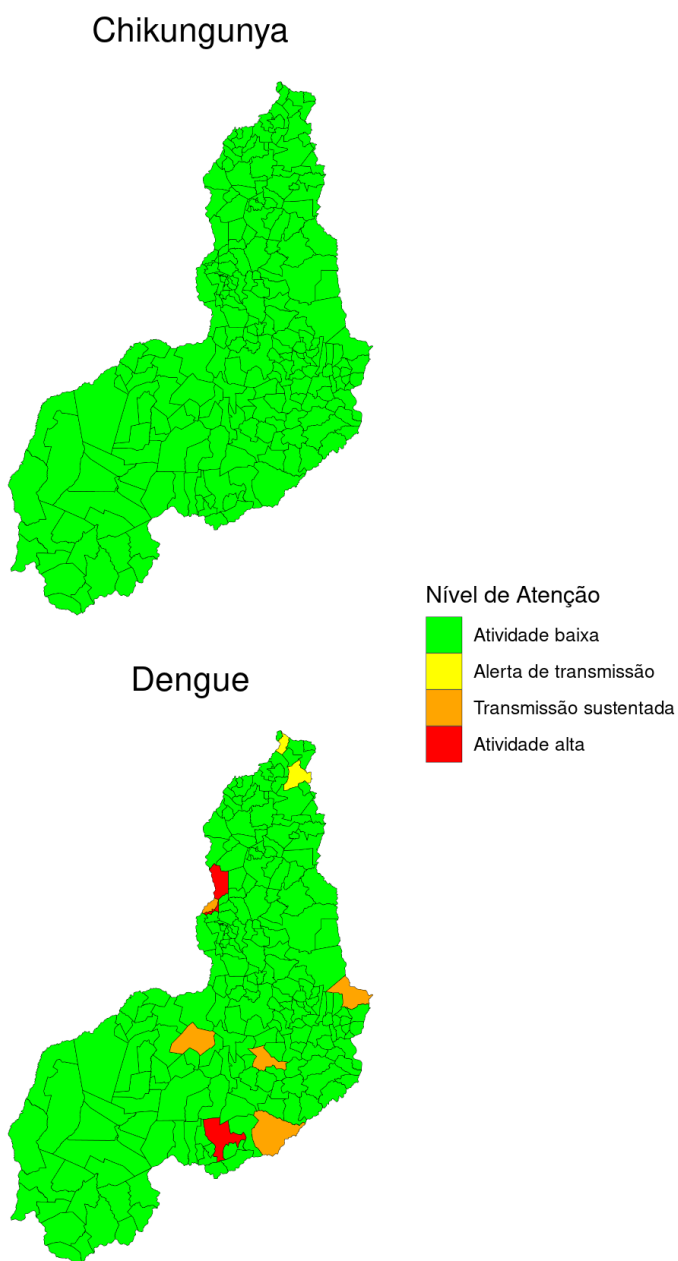 Chikungunya
Nível de Atenção
Atividade baixa
Alerta de transmissão
Transmissão sustentada
Atividade alta
Dengue